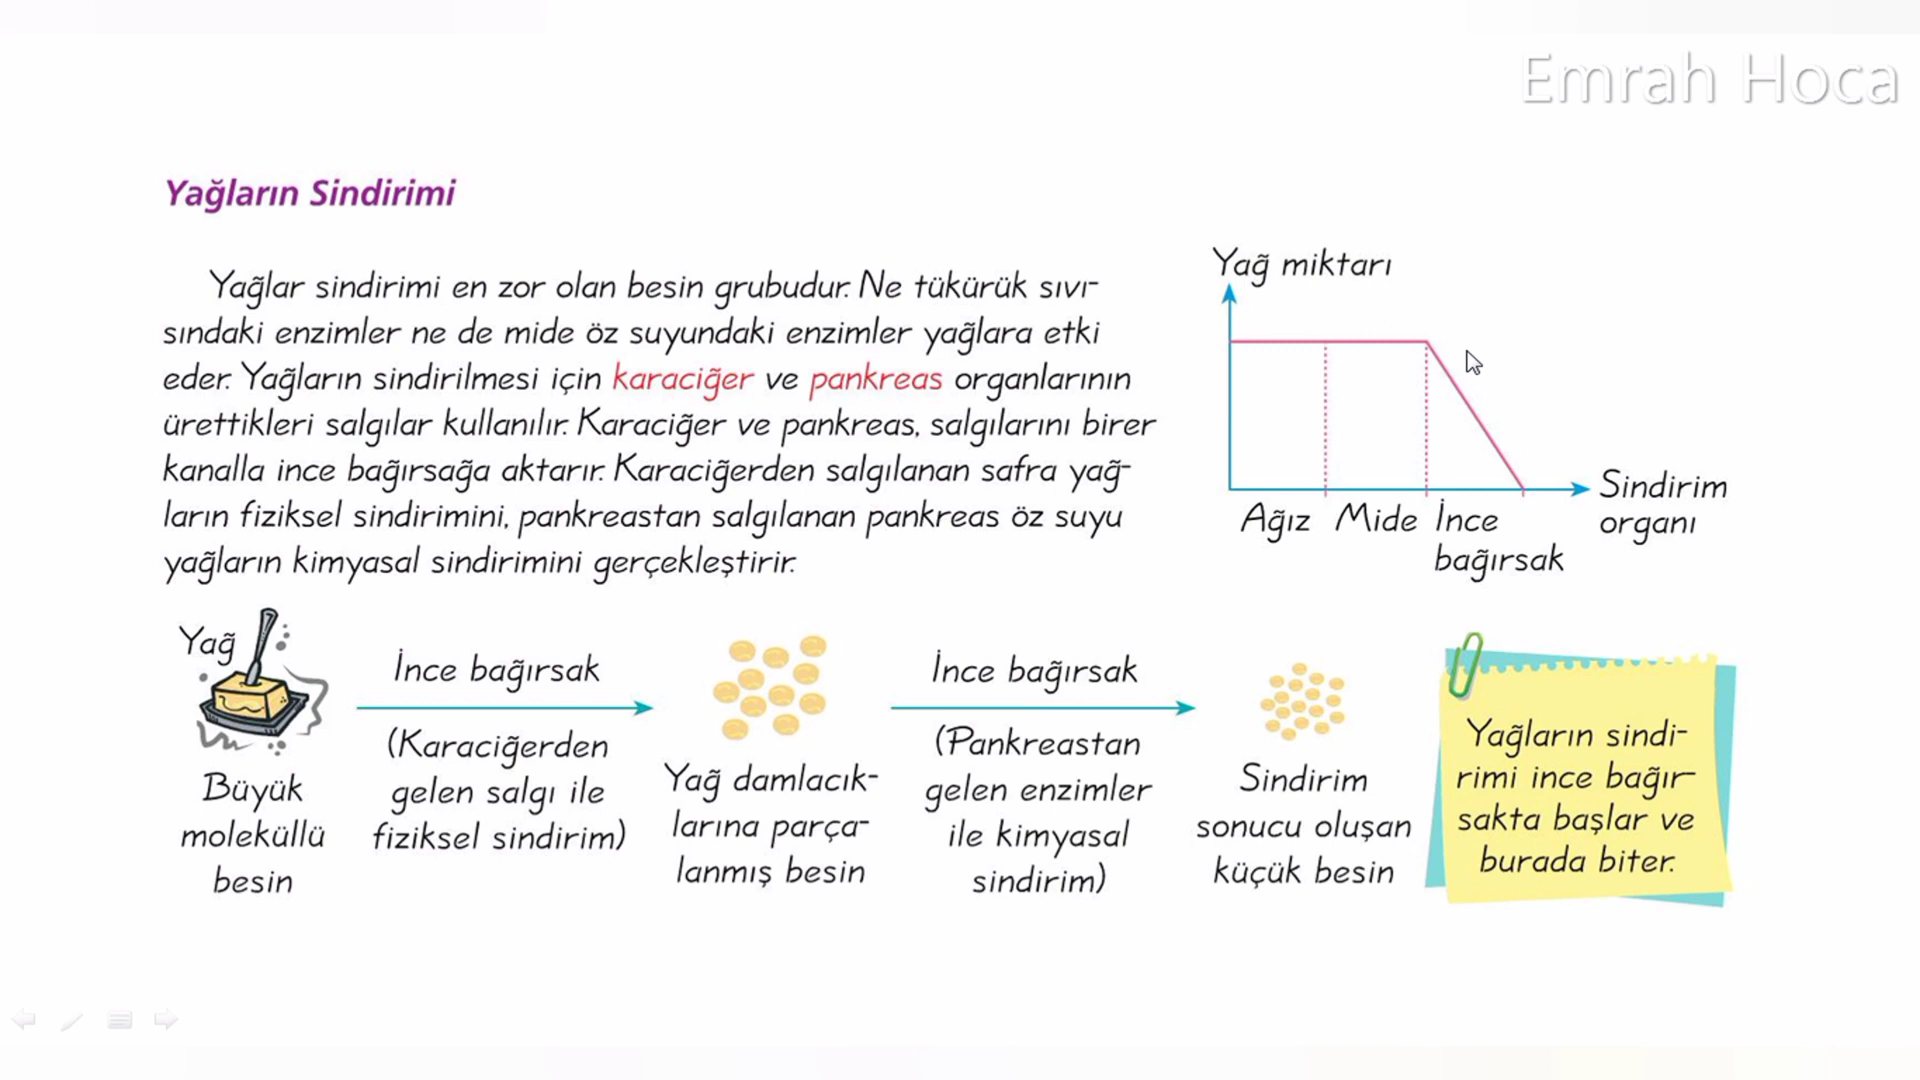 Emrah Hoca
Yağların Sindirimi
Yağlar sindirimi en zor olan besin grubudur. Ne tükürük sıvı-
sındaki enzimler ne de mide öz suyundaki enzimler yağlara etki
eder. Yağların sindirilmesi için karaciğer ve pankreas organlarının
ürettikleri salgılar kullanılır. Karaciğer ve pankreas, salgılarını birer
kanalla ince bağırsağa aktarır. Karaciğerden salgılanan safra yağ-
ların fiziksel sindirimini, pankreastan salgılanan pankreas öz suyu
yağların kimyasal sindirimini gerçekleştirir.
Yağ miktarı
Sindirim
organı
Ağız
Mide
İnce
bağırsak
Yağ
Büyük
moleküllü
besin
İnce bağırsak
(Karaciğerden
gelen salgı ile
fiziksel sindirim)
Yağ damlacık-
larına parça-
lanmış besin
İnce bağırsak
(Pankreastan
gelen enzimler
ile kimyasal
sindirim)
Sindirim
sonucu oluşan
küçük besin
Yağların sindi-
rimi ince bağır-
sakta başlar ve
burada biter.